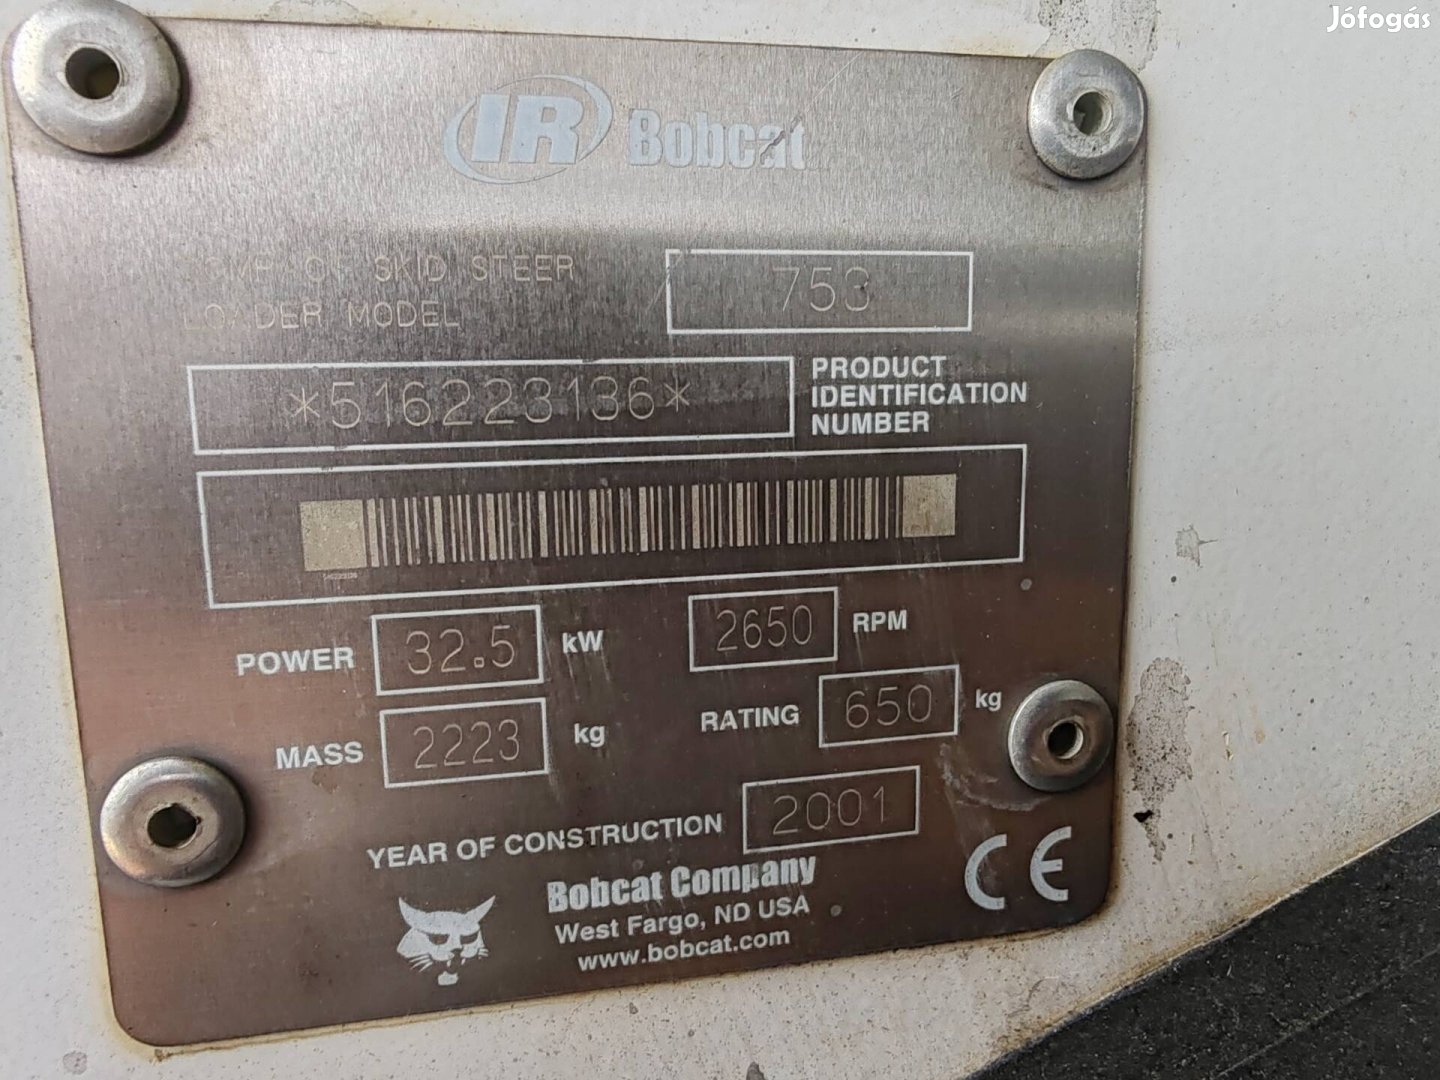 Jófogás
IR Bobcat
SKID STEER
LOADER MODEL
753
*516223136*
PRODUCT
IDENTIFICATION
NUMBER
516223136
POWER 32.5 kW 2650 RPM
MASS 2223 kg RATING 650 kg
YEAR OF CONSTRUCTION 2001
Bobcat Company
West Fargo, ND USA
www.bobcat.com
CE